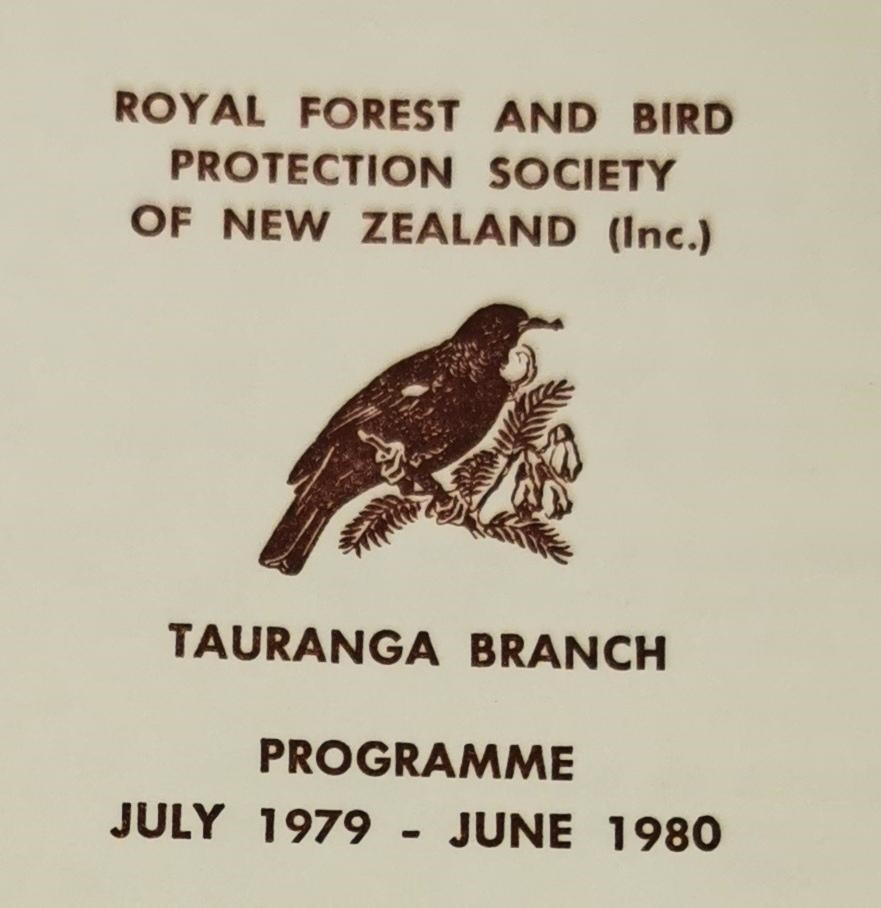 ROYAL FOREST AND BIRD
PROTECTION SOCIETY
OF NEW ZEALAND (Inc.)
TAURANGA BRANCH
PROGRAMME
JULY 1979 - JUNE 1980